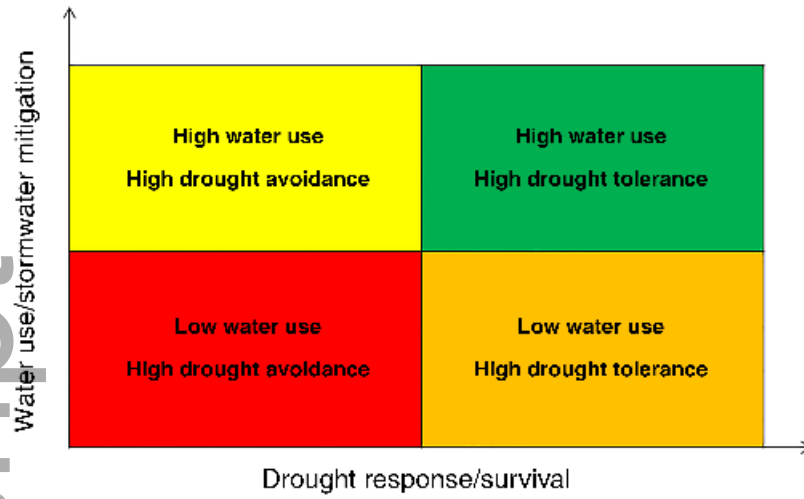 Water use/stormwater mitigation
High water use
High drought avoidance
High water use
High drought tolerance
Low water use
High drought avoidance
Low water use
High drought tolerance
Drought response/survival